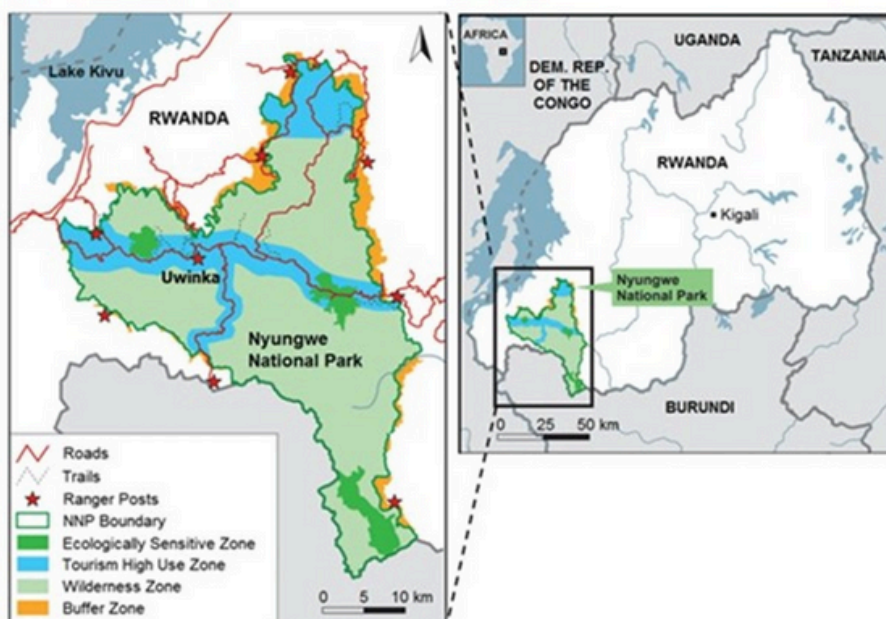 Lake Kivu
RWANDA
Uwinka
Nyungwe
National Park
Roads
Trails
Ranger Posts
NNP Boundary
Ecologically Sensitive Zone
Tourism High Use Zone
Wilderness Zone
Buffer Zone
0 5 10 km
AFRICA
UGANDA
TANZANIA
DEM. REP.
OF THE
CONGO
RWANDA
Kigali
Nyungwe
National Park
BURUNDI
0 25 50 km